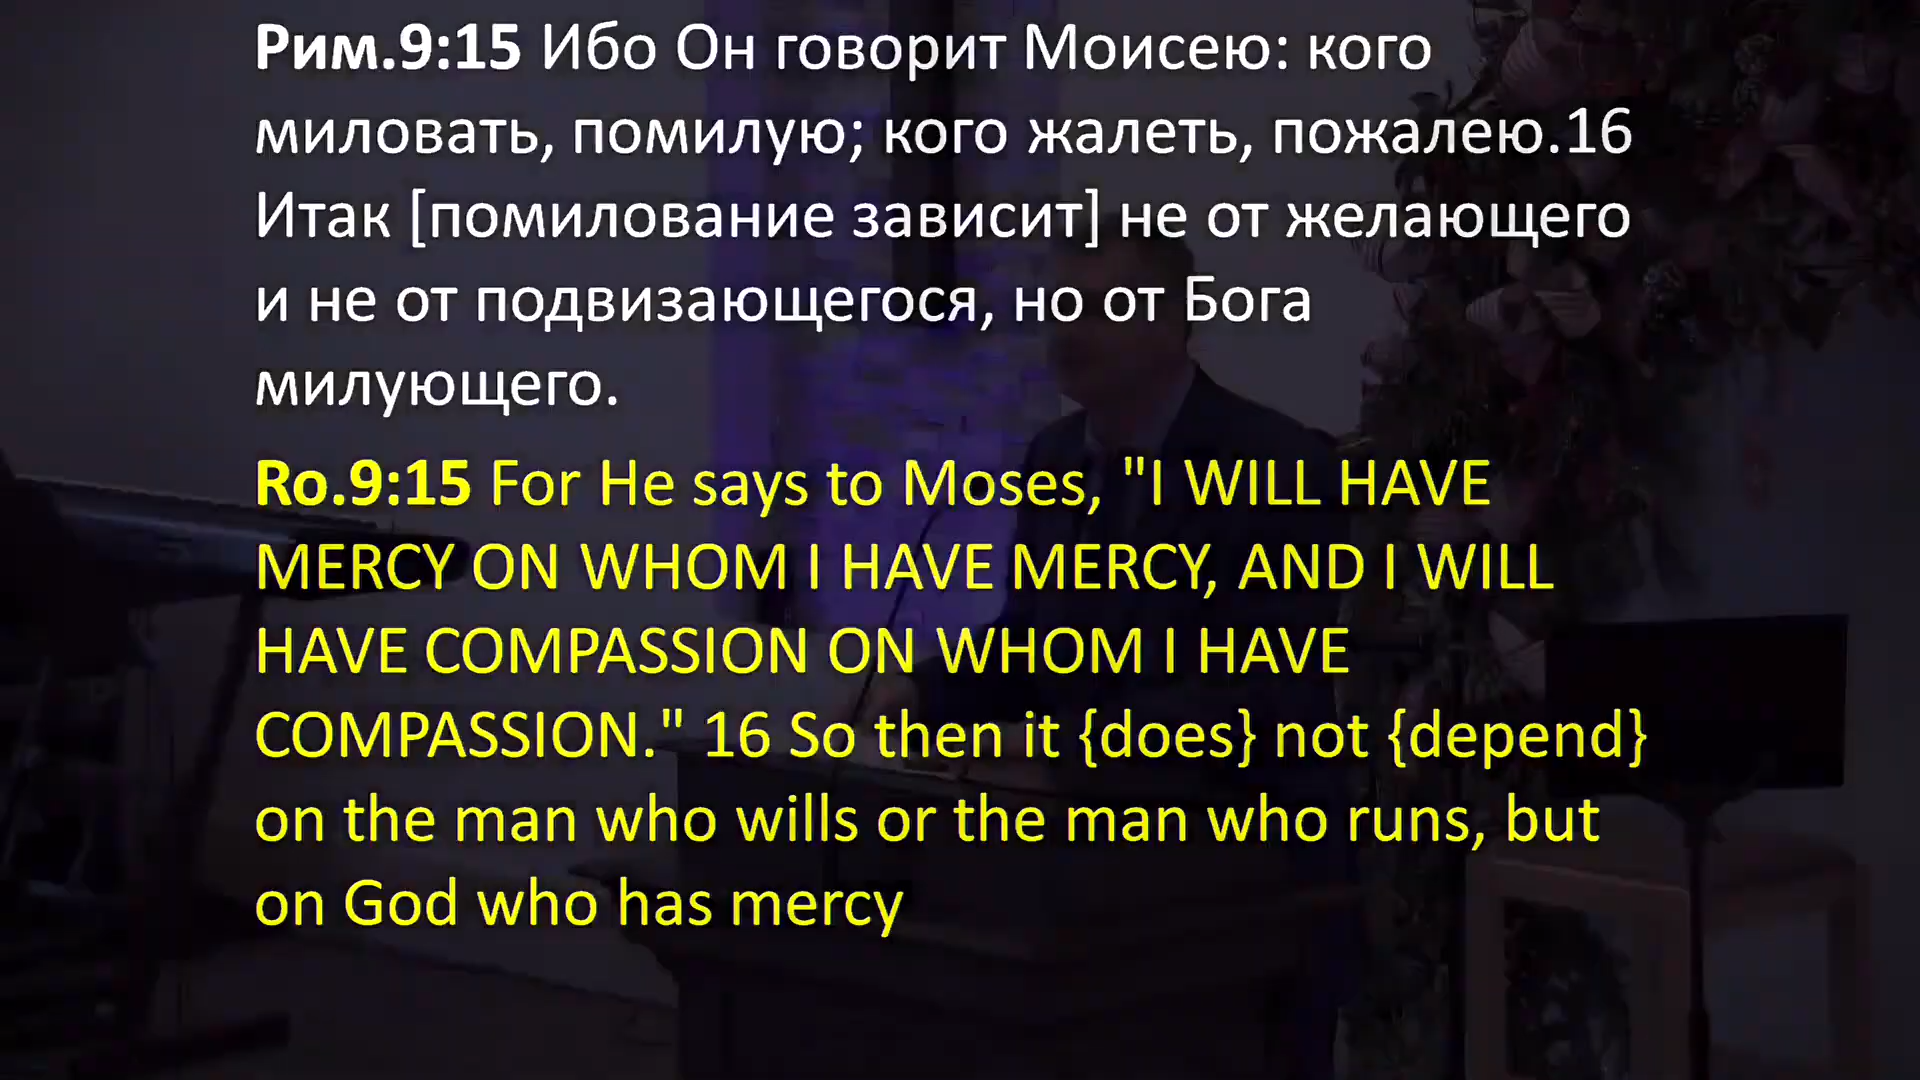 Рим.9:15 Ибо Он говорит Моисею: кого
миловать, помилую; кого жалеть, пожалею.16
Итак [помилование зависит] не от желающего
и не от подвизающегося, но от Бога
милующего.
Ro.9:15 For He says to Moses, "I WILL HAVE
MERCY ON WHOM I HAVE MERCY, AND I WILL
HAVE COMPASSION ON WHOM I HAVE
COMPASSION." 16 So then it {does} not {depend}
on the man who wills or the man who runs, but
on God who has mercy